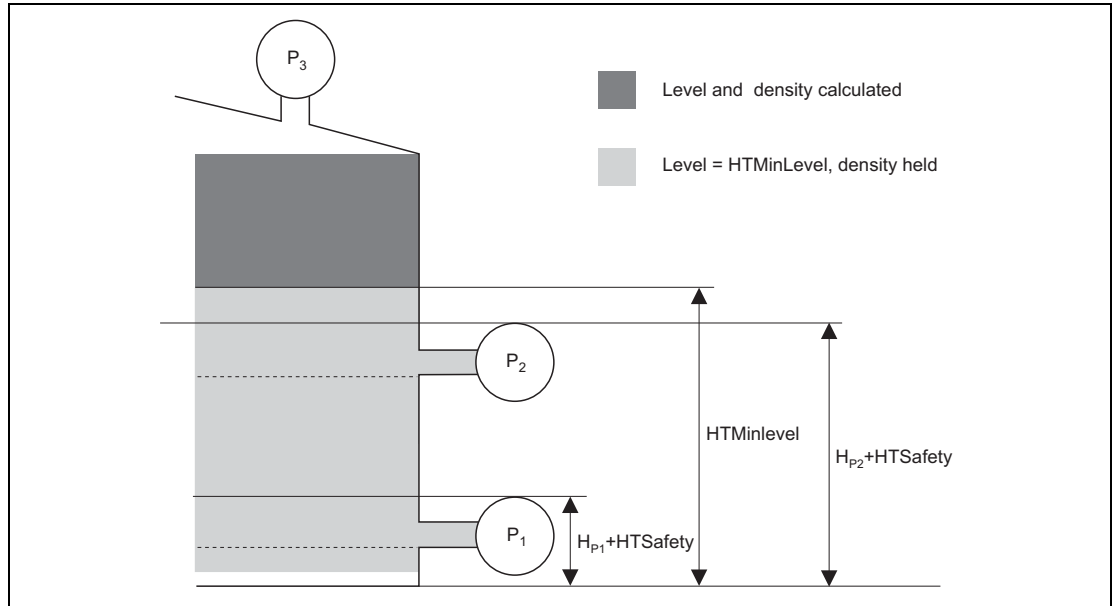 P3
Level and density calculated
Level = HTMinLevel, density held
P2
HTMinlevel
HP2+HTSafety
P1
HP1+HTSafety